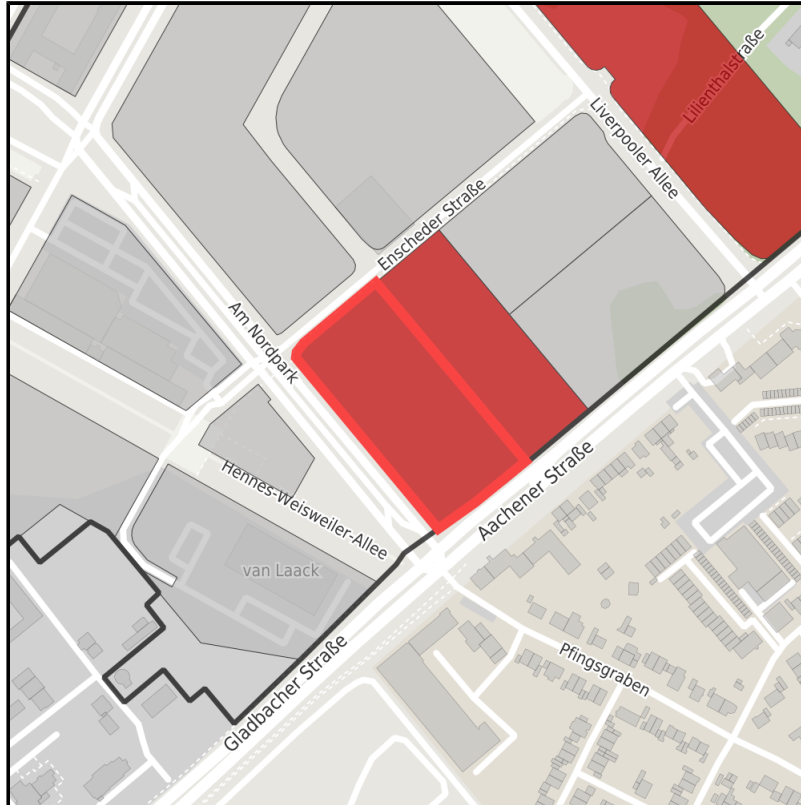 Lilienthalstraße
Liverpooler Allee
Enscheder Straße
Am Nordpark
Aachener Straße
Hennes-Weisweiler-Allee
van Laack
Gladbacher Straße
Pfingsgraben